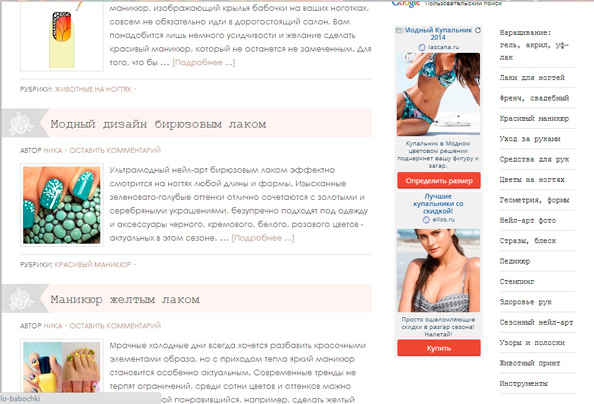 маникюр, изображающий крылья бабочки на ваших ноготках,
совсем не обязательно идти в дорогостоящий салон. Вам
понадобится лишь немного усидчивости и желание сделать
красивый маникюр, который не останется не замеченным. Для
того, что бы … [Подробнее ...]
РУБРИКИ: ЖИВОТНЫЕ НА НОГТЯХ ·
Модный дизайн бирюзовым лаком
АВТОР НИКА · ОСТАВИТЬ КОММЕНТАРИЙ
Ультрамодный нейл-арт бирюзовым лаком эффектно
смотрится на ногтях любой длины и формы. Изысканные
зеленовато-голубые оттенки отлично сочетаются с золотыми и
серебряными украшениями, безупречно подходят под одежду
и аксессуары черного, кремового, белого, розового цветов -
актуальных в этом сезоне. … [Подробнее ...]
РУБРИКИ: КРАСИВЫЙ МАНИКЮР ·
Маникюр желтым лаком
АВТОР НИКА · ОСТАВИТЬ КОММЕНТАРИЙ
Мрачные холодные дни всегда хочется разбавить красочными
элементами образа, но с приходом тепла яркий маникюр
становится особенно актуальным. Современные тренды не
терпят ограничений, среди сотни цветов и оттенков можно
понравившийся, например, сделать желтый
lo-babochki
Google Пользовательский поиск
Модный Купальник
2014
lascana.ru
Купальник в Модном
цветовом решении
подчеркнет вашу фигуру и
загар.
Определить размер
Лучшие
купальники со
скидкой!
ellos.ru
Просто ошеломляющие
скидки в разгар сезона!
Налетай!
Купить
Наращивание:
гель, акрил, уф-
лак
Лаки для ногтей
Френч, свадебный
Красивый маникюр
Уход за руками
Средства для рук
Цветы на ногтях
Геометрия, формы
Нейл-арт фото
Стразы, блеск
Педикюр
Стемпинг
Здоровье рук
Сезонный нейл-арт
Узоры и полоски
Животный принт
Инструменты